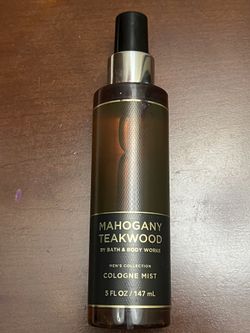 MAHOGANY
TEAKWOOD
BY BATH & BODY WORKS
MEN'S COLLECTION
COLOGNE MIST
5 FL OZ / 147 mL